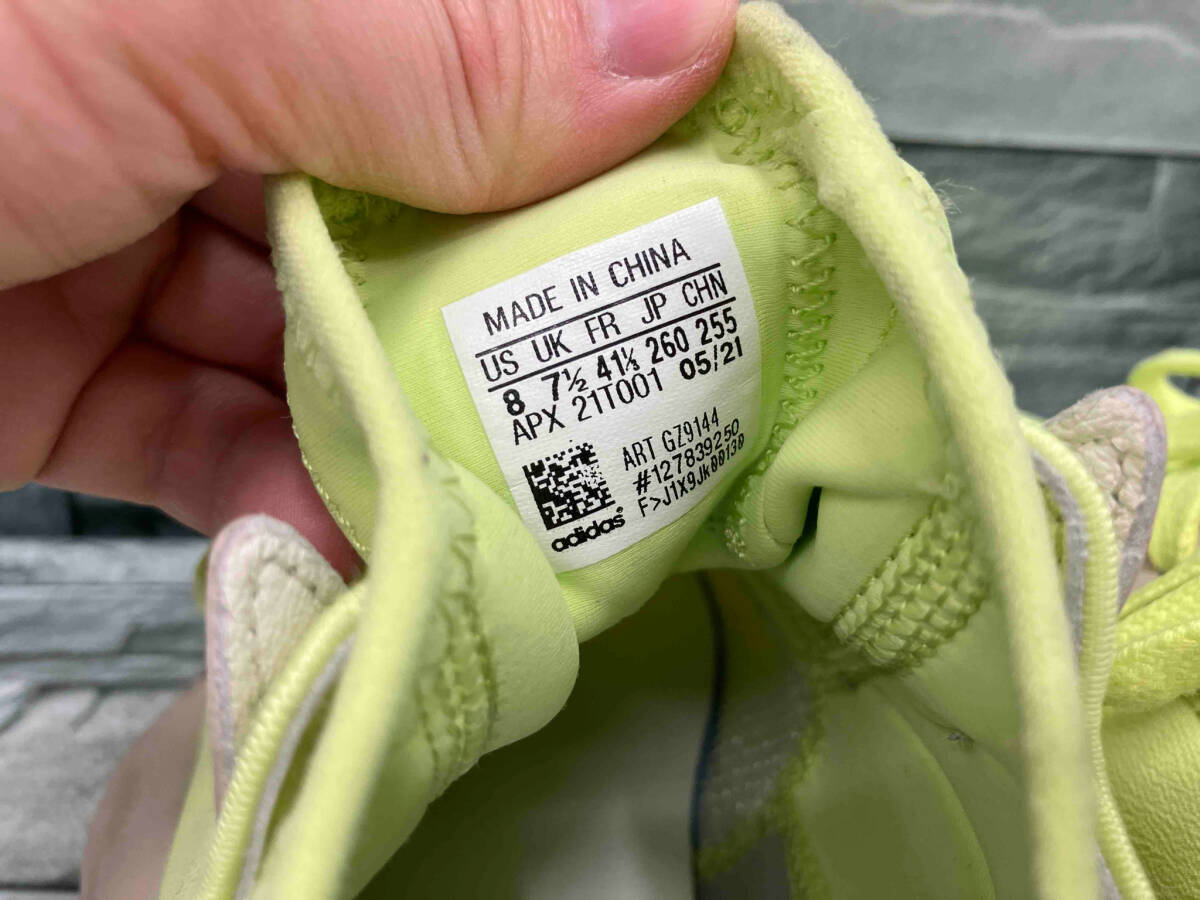 MADE IN CHINA
US UK FR JP CHN
8 7½ 41⅓ 260 255
APX 21T001 05/21
ART GZ9144
#127839250
F>J1X9Jk00130
adidas®